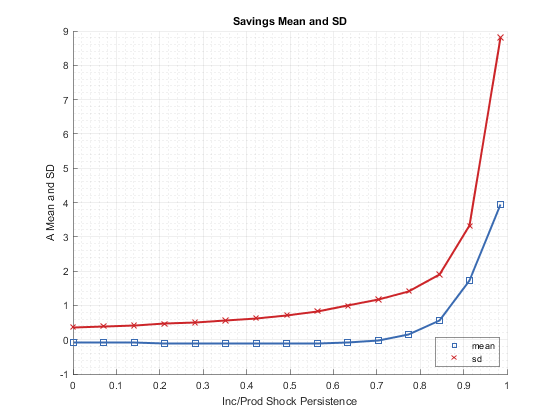 Savings Mean and SD
9
8
7
6
5
4
3
2
1
0
-1
A Mean and SD
0 0.1 0.2 0.3 0.4 0.5 0.6 0.7 0.8 0.9 1
Inc/Prod Shock Persistence
mean
sd